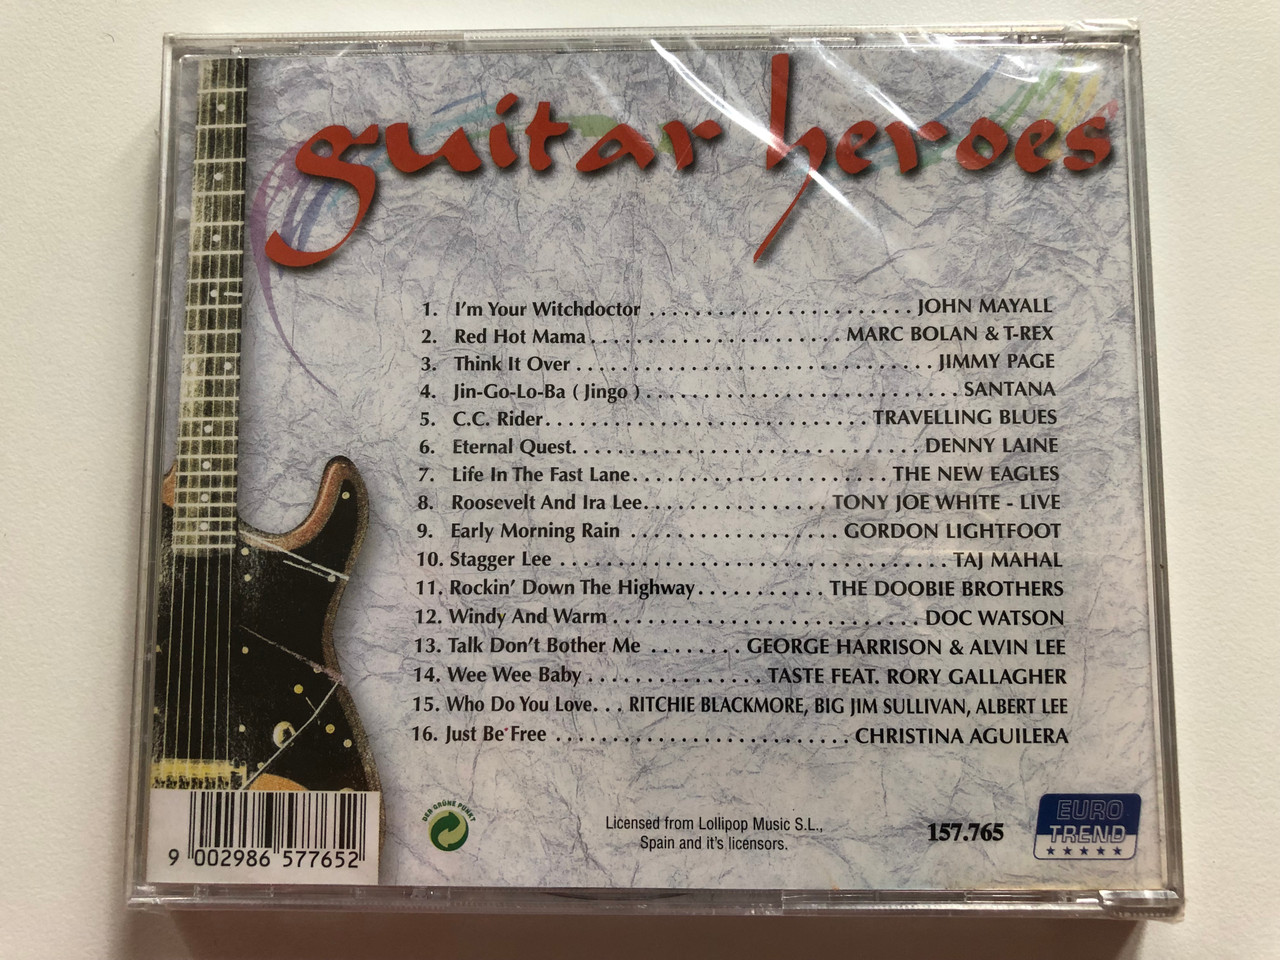 guitar heroes
1. I'm Your Witchdoctor ....................... JOHN MAYALL
2. Red Hot Mama...................... MARC BOLAN & T-REX
3. Think It Over ............................... JIMMY PAGE
4. Jin-Go-Lo-Ba ( Jingo )............................ SANTANA
5. C.C. Rider............................ TRAVELLING BLUES
6. Eternal Quest.............................. DENNY LAINE
7. Life In The Fast Lane......................... THE NEW EAGLES
8. Roosevelt And Ira Lee................ TONY JOE WHITE - LIVE
9. Early Morning Rain .................. GORDON LIGHTFOOT
10. Stagger Lee .................................. TAJ MAHAL
11. Rockin' Down The Highway........... THE DOOBIE BROTHERS
12. Windy And Warm........................... DOC WATSON
13. Talk Don't Bother Me ........ GEORGE HARRISON & ALVIN LEE
14. Wee Wee Baby ............... TASTE FEAT. RORY GALLAGHER
15. Who Do You Love... RITCHIE BLACKMORE, BIG JIM SULLIVAN, ALBERT LEE
16. Just Be Free .......................... CHRISTINA AGUILERA
9 002986 577652
DER GRÜNE PUNKT
Licensed from Lollipop Music S.L.,
Spain and it's licensors.
157.765
EURO
TREND